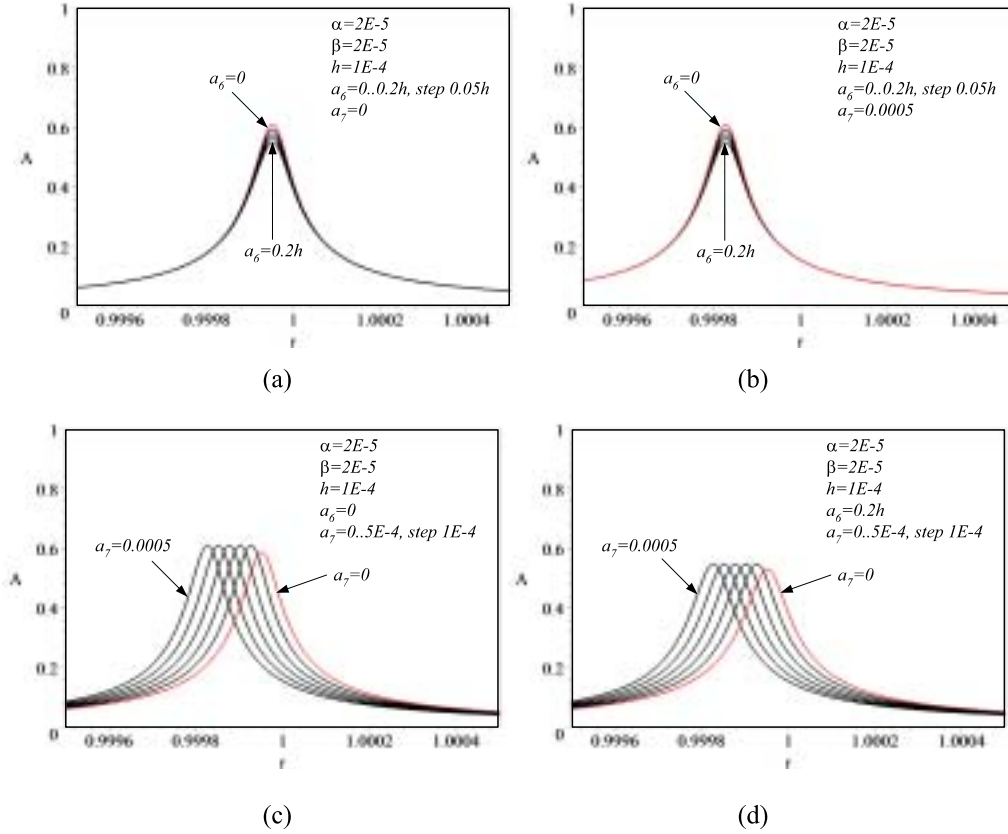 1
α=2E-5
β=2E-5
h=1E-4
a6=0..0.2h, step 0.05h
a7=0
a6=0
0.8
0.6
A
0.4
0.2
0
a6=0.2h
0.9996 0.9998 1 1.0002 1.0004
r
(a)
1
α=2E-5
β=2E-5
h=1E-4
a6=0..0.2h, step 0.05h
a7=0.0005
a6=0
0.8
0.6
A
0.4
0.2
0
a6=0.2h
0.9996 0.9998 1 1.0002 1.0004
r
(b)
1
α=2E-5
β=2E-5
h=1E-4
a6=0
a7=0..5E-4, step 1E-4
a7=0.0005
a7=0
0.8
0.6
A
0.4
0.2
0
0.9996 0.9998 1 1.0002 1.0004
r
(c)
1
α=2E-5
β=2E-5
h=1E-4
a6=0.2h
a7=0..5E-4, step 1E-4
a7=0.0005
a7=0
0.8
0.6
A
0.4
0.2
0
0.9996 0.9998 1 1.0002 1.0004
r
(d)